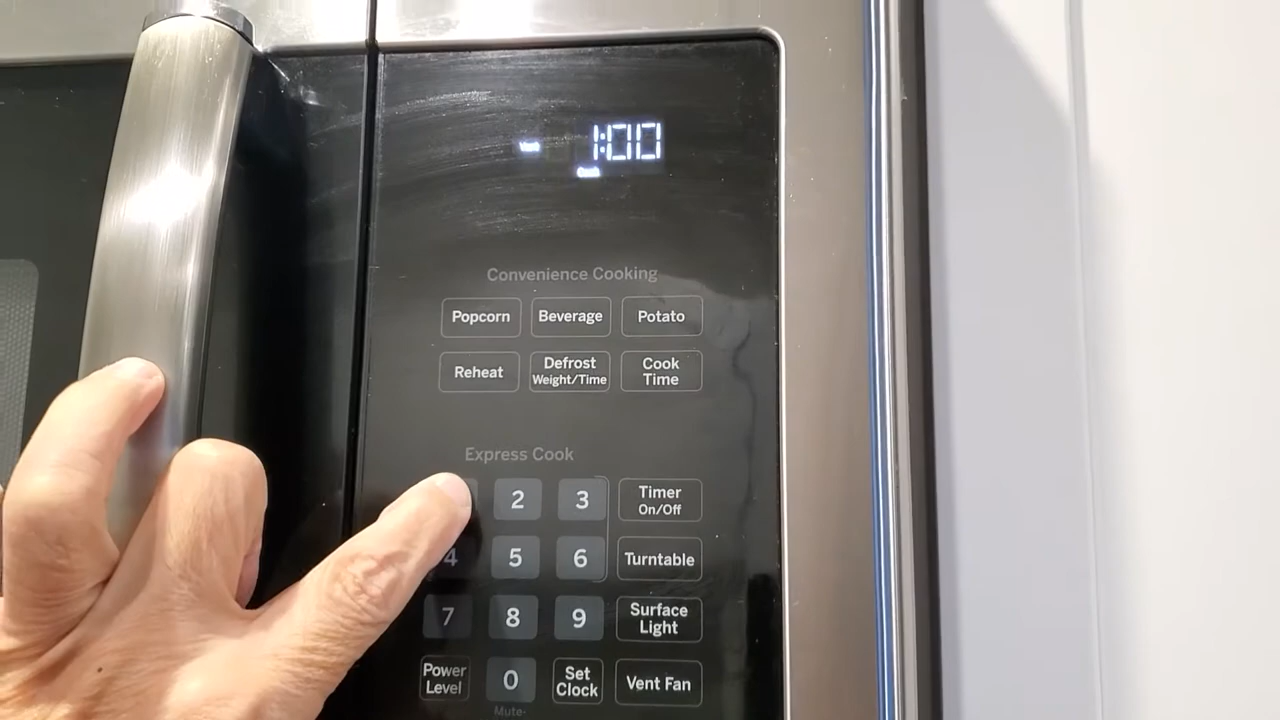 1:00
Cook
Convenience Cooking
Popcorn Beverage Potato
Reheat Defrost Cook
Weight/Time Time
Express Cook
2 3 Timer
On/Off
4 5 6 Turntable
7 8 9 Surface
Light
Power 0 Set Vent Fan
Level Clock
Mute